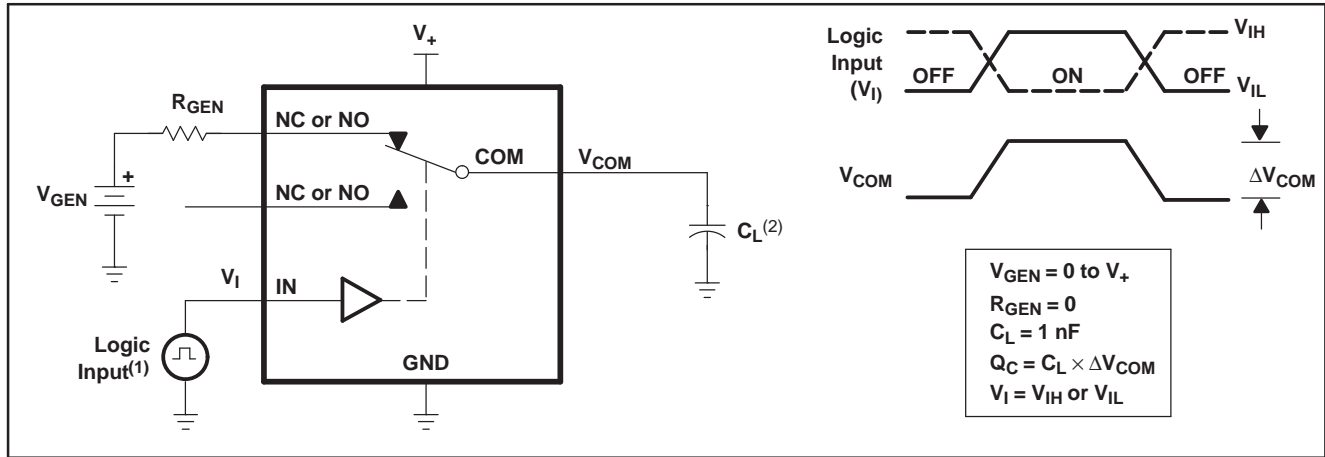 V+
RGEN
NC or NO
COM
VCOM
VGEN
+
NC or NO
CL(2)
VI
IN
Logic
Input(1)
GND
Logic
Input
(VI)
VIH
OFF
ON
OFF
VIL
VCOM
ΔVCOM
VGEN = 0 to V+
RGEN = 0
CL = 1 nF
QC = CL × ΔVCOM
VI = VIH or VIL